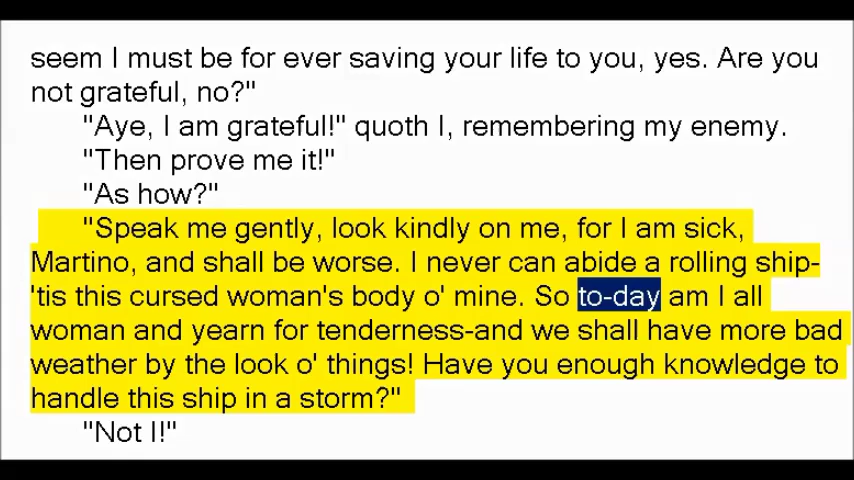 seem I must be for ever saving your life to you, yes. Are you
not grateful, no?"
"Aye, I am grateful!" quoth I, remembering my enemy.
"Then prove me it!"
"As how?"
"Speak me gently, look kindly on me, for I am sick,
Martino, and shall be worse. I never can abide a rolling ship-
'tis this cursed woman's body o' mine. So to-day am I all
woman and yearn for tenderness-and we shall have more bad
weather by the look o' things! Have you enough knowledge to
handle this ship in a storm?"
"Not I!"